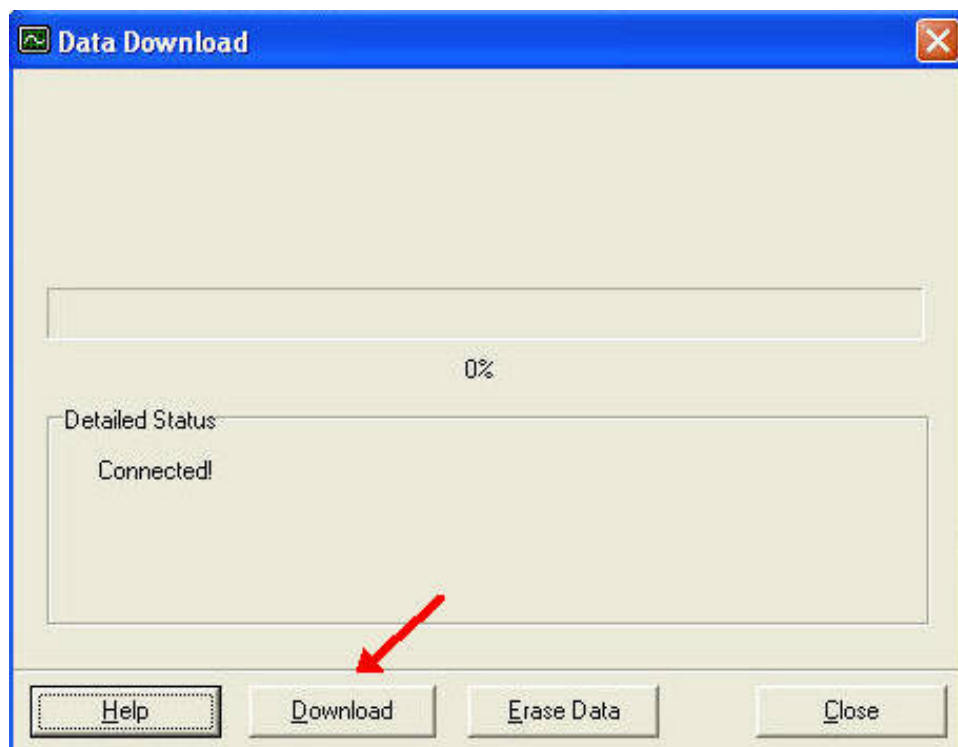 Data Download
0%
Detailed Status
Connected!
Help Download Erase Data Close